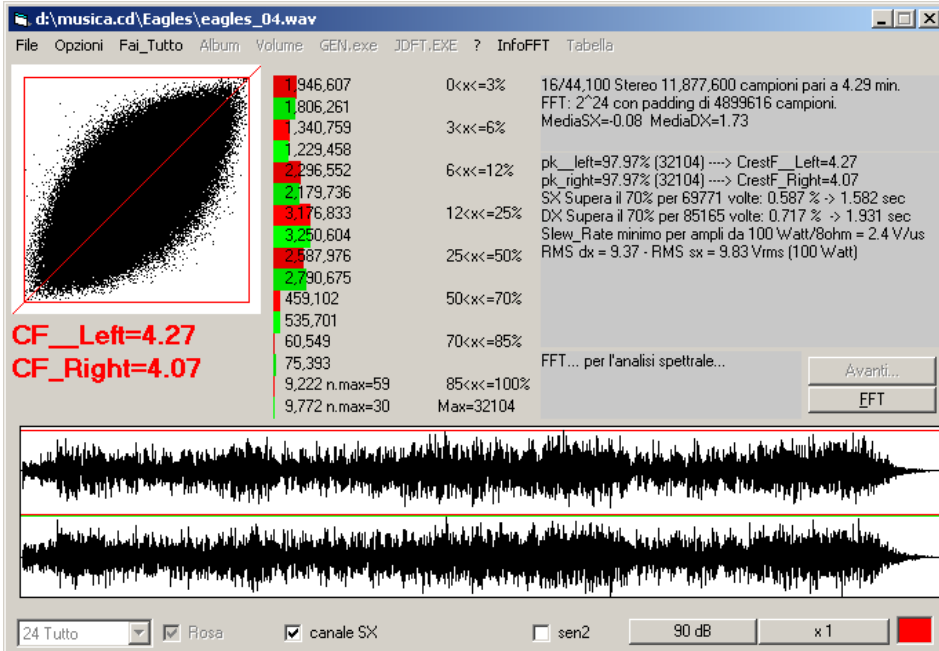 d:\musica.cd\Eagles\eagles_04.wav
File Opzioni Fai_Tutto Album Volume GEN.exe JDFT.EXE ? InfoFFT Tabella
1,946,607 0<x<=3%
1,806,261
1,340,759 3<x<=6%
1,229,458
2,296,552 6<x<=12%
2,179,736
3,176,833 12<x<=25%
3,250,604
2,587,976 25<x<=50%
2,790,675
459,102 50<x<=70%
535,701
60,549 70<x<=85%
75,393
9,222 n.max=59 85<x<=100%
9,772 n.max=30 Max=32104
16/44,100 Stereo 11,877,600 campioni pari a 4.29 min.
FFT: 2^24 con padding di 4899616 campioni.
MediaSX=-0.08 MediaDX=1.73
pk__left=97.97% (32104) ----> CrestF__Left=4.27
pk_right=97.97% (32104) ----> CrestF_Right=4.07
SX Supera il 70% per 69771 volte: 0.587 % -> 1.582 sec
DX Supera il 70% per 85165 volte: 0.717 % -> 1.931 sec
Slew_Rate minimo per ampli da 100 Watt/8ohm = 2.4 V/us
RMS dx = 9.37 - RMS sx = 9.83 Vrms (100 Watt)
CF__Left=4.27
CF_Right=4.07
FFT... per l'analisi spettrale...
Avanti...
FFT
24 Tutto Rosa canale SX sen2 90 dB x 1